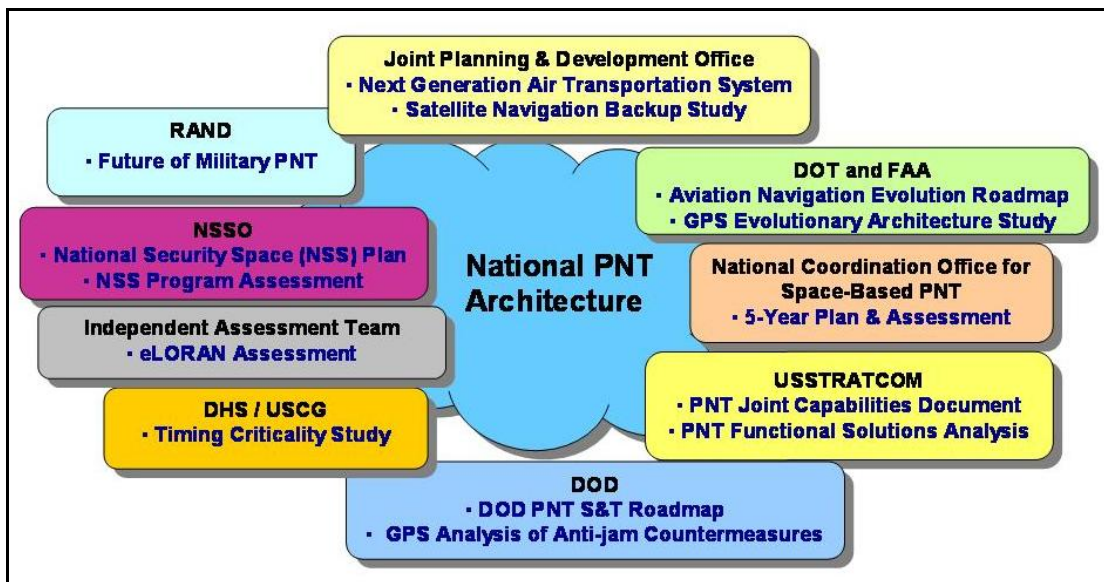 Joint Planning & Development Office
▪ Next Generation Air Transportation System
▪ Satellite Navigation Backup Study
RAND
▪ Future of Military PNT
DOT and FAA
▪ Aviation Navigation Evolution Roadmap
▪ GPS Evolutionary Architecture Study
NSSO
▪ National Security Space (NSS) Plan
▪ NSS Program Assessment
National PNT
Architecture
National Coordination Office for
Space-Based PNT
▪ 5-Year Plan & Assessment
Independent Assessment Team
▪ eLORAN Assessment
USSTRATCOM
▪ PNT Joint Capabilities Document
▪ PNT Functional Solutions Analysis
DHS / USCG
▪ Timing Criticality Study
DOD
▪ DOD PNT S&T Roadmap
▪ GPS Analysis of Anti-jam Countermeasures